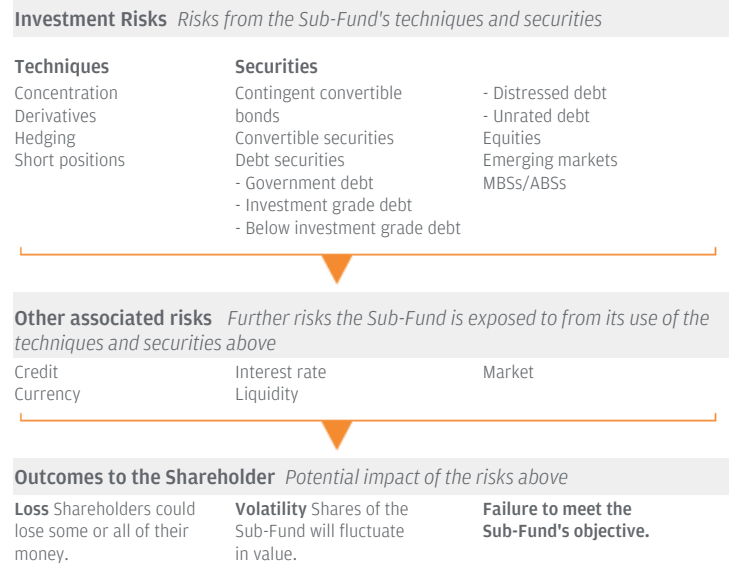 Investment Risks Risks from the Sub-Fund's techniques and securities
Techniques
Concentration
Derivatives
Hedging
Short positions
Securities
Contingent convertible
bonds
Convertible securities
Debt securities
- Government debt
- Investment grade debt
- Below investment grade debt
- Distressed debt
- Unrated debt
Equities
Emerging markets
MBSs/ABSs
Other associated risks Further risks the Sub-Fund is exposed to from its use of the
techniques and securities above
Credit
Currency
Interest rate
Liquidity
Market
Outcomes to the Shareholder Potential impact of the risks above
Loss Shareholders could
lose some or all of their
money.
Volatility Shares of the
Sub-Fund will fluctuate
in value.
Failure to meet the
Sub-Fund's objective.